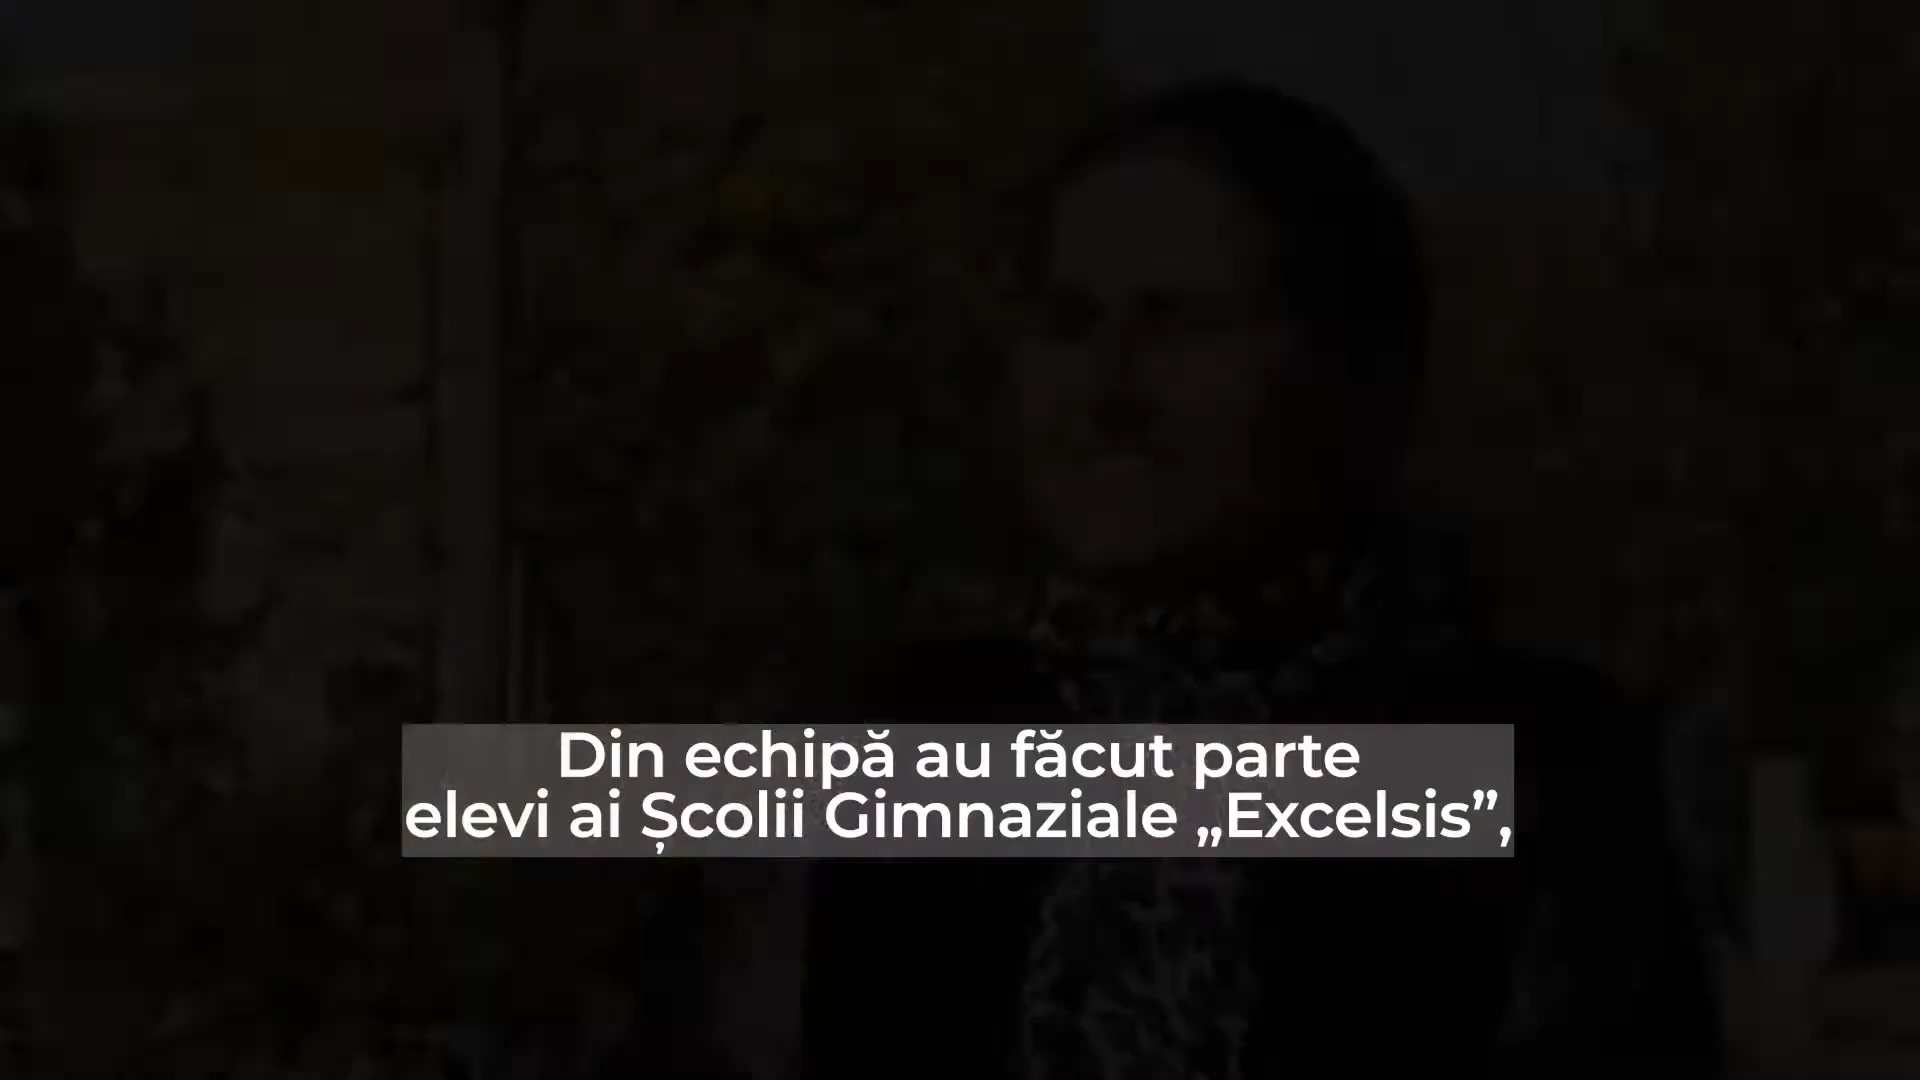 Din echipă au făcut parte
elevi ai Școlii Gimnaziale „Excelsis”,